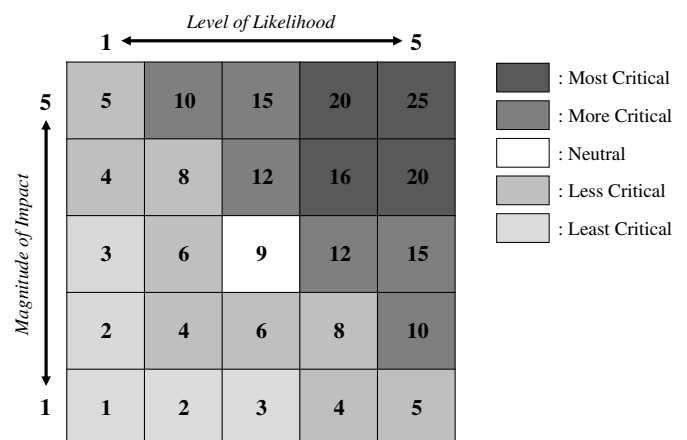 Level of Likelihood
1 5
5 5 10 15 20 25
4 8 12 16 20
3 6 9 12 15
2 4 6 8 10
1 1 2 3 4 5
Magnitude of Impact
: Most Critical
: More Critical
: Neutral
: Less Critical
: Least Critical